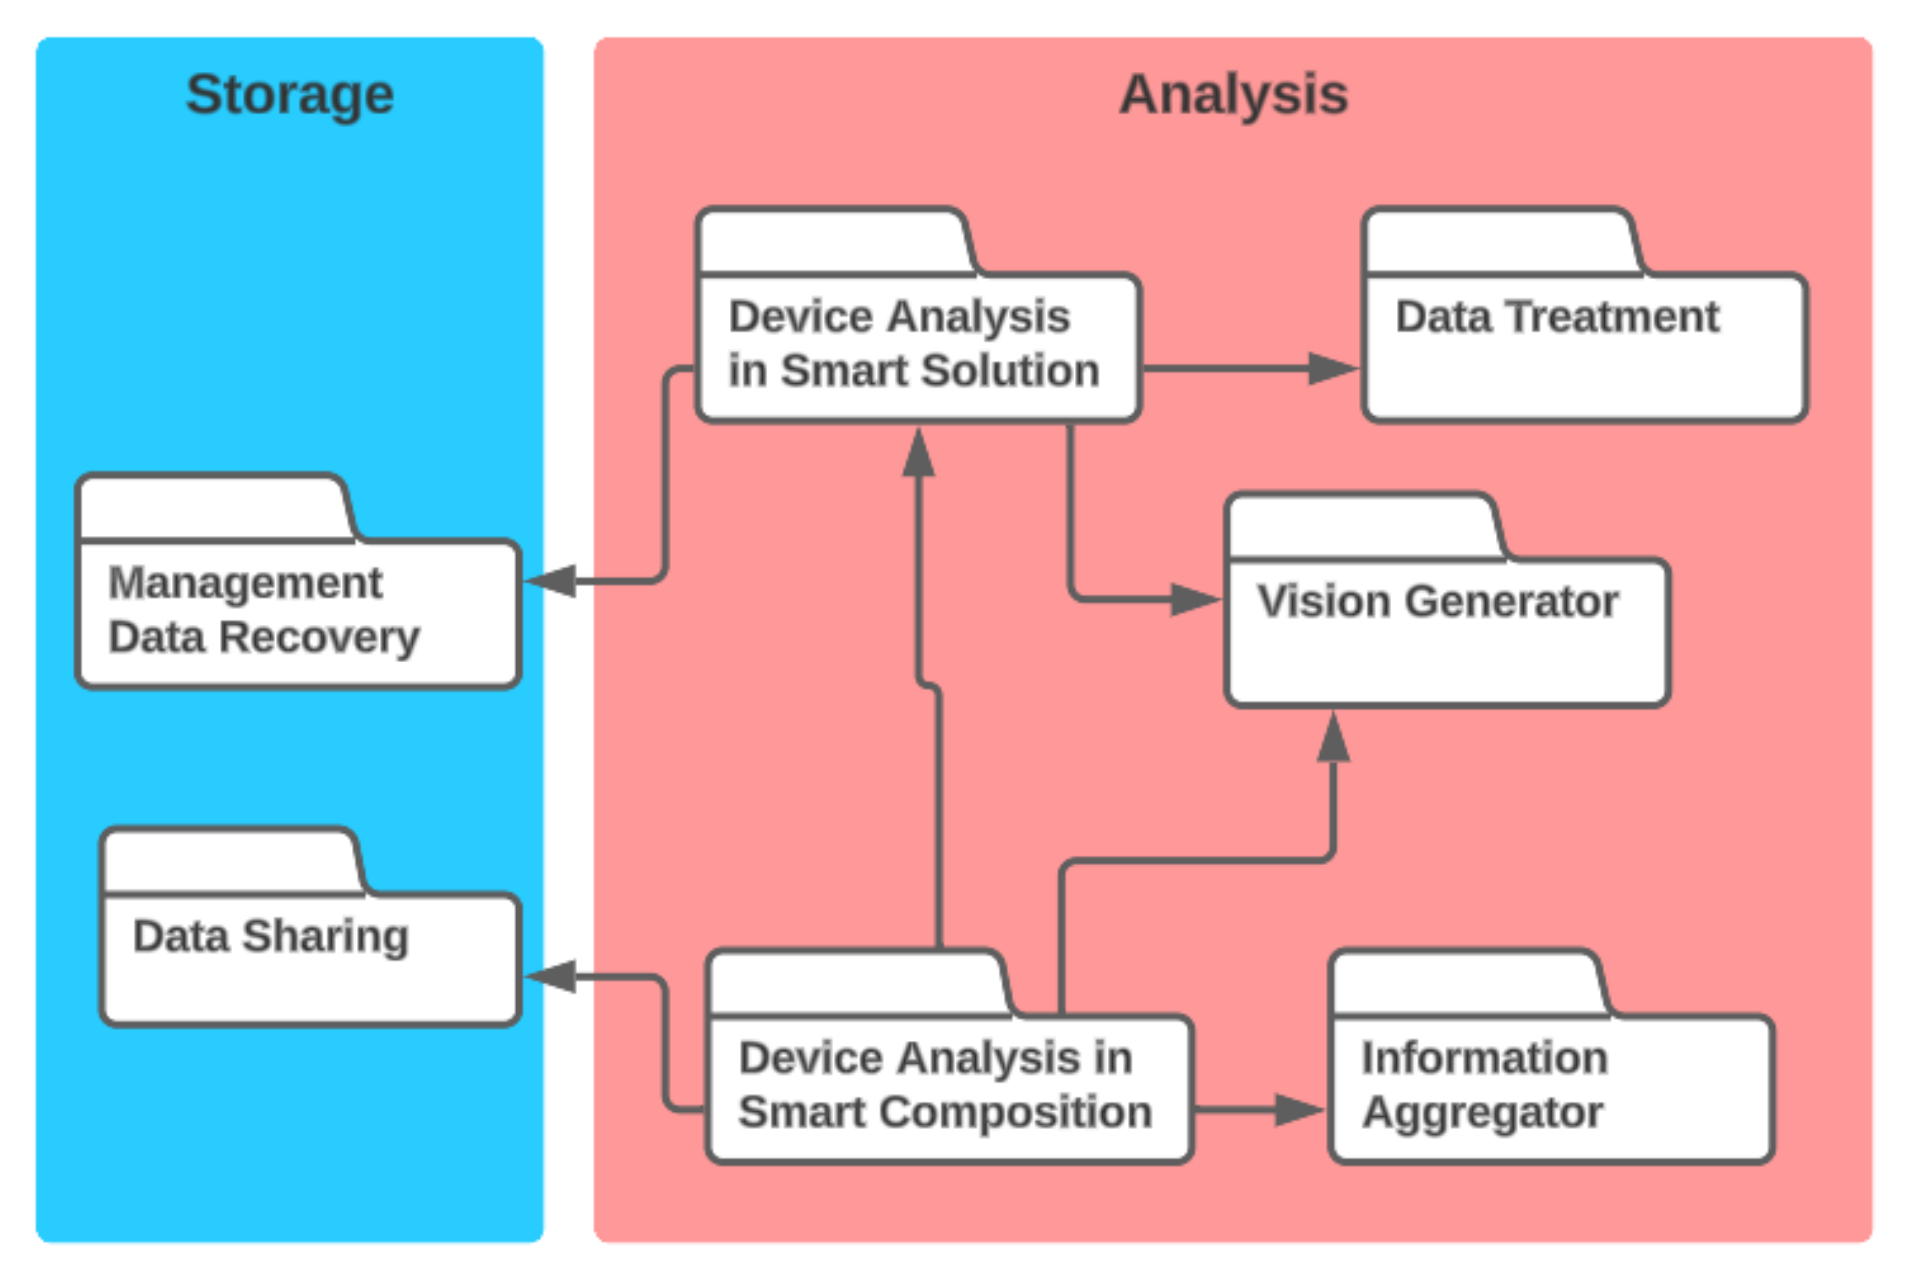 Storage
Management
Data Recovery
Data Sharing
Analysis
Device Analysis
in Smart Solution
Data Treatment
Vision Generator
Device Analysis in
Smart Composition
Information
Aggregator